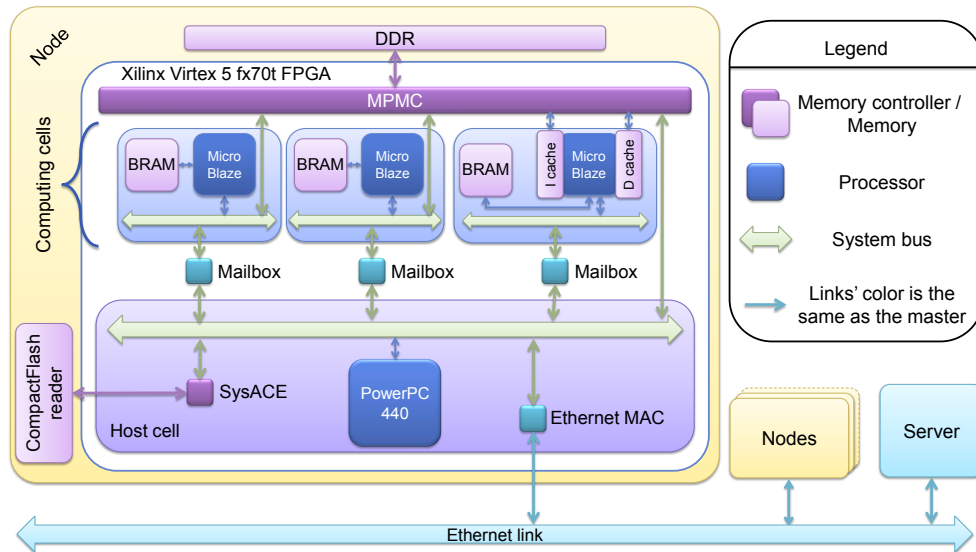 Node
DDR
Xilinx Virtex 5 fx70t FPGA
MPMC
Computing cells
BRAM
Micro
Blaze
BRAM
Micro
Blaze
BRAM
I cache
Micro
Blaze
D cache
Mailbox
Mailbox
Mailbox
CompactFlash
reader
SysACE
PowerPC
440
Ethernet MAC
Host cell
Ethernet link
Legend
Memory controller /
Memory
Processor
System bus
Links' color is the
same as the master
Nodes
Server